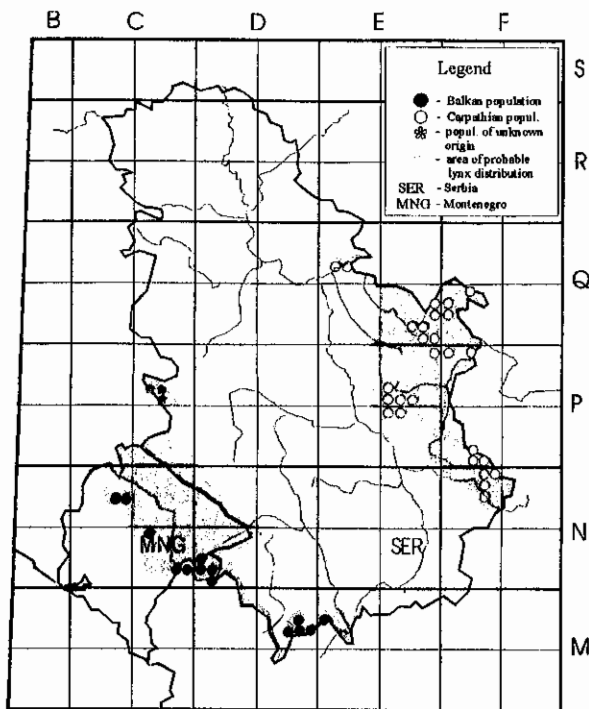 B C D E F
S
Legend
- Balkan population
- Carpathian popul.
- popul. of unknown
origin
- area of probable
lynx distribution
SER - Serbia
MNG - Montenegro
R
Q
P
N
MNG
SER
M